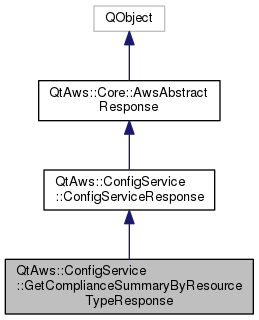 QObject
QtAws::Core::AwsAbstract
Response
QtAws::ConfigService
::ConfigServiceResponse
QtAws::ConfigService
::GetComplianceSummaryByResource
TypeResponse